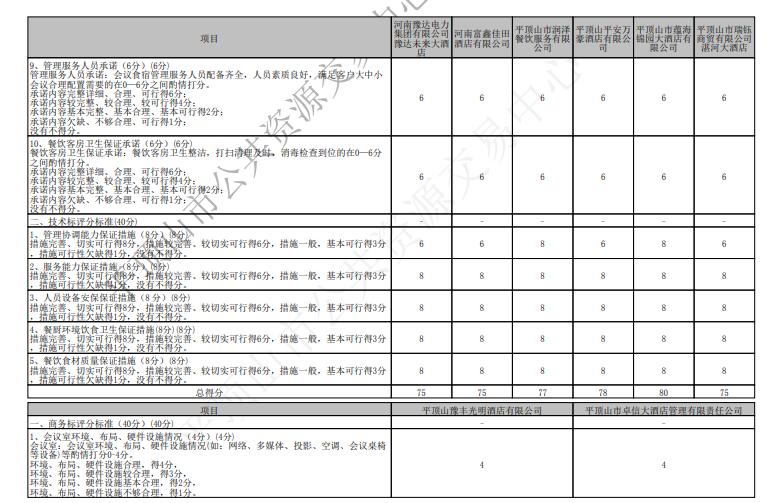 项目
河南豫达电力
集团有限公司
豫达未来大酒
店
河南富鑫佳田
酒店有限公司
平顶山市润泽
餐饮服务有限
公司
平顶山平安万
豪酒店有限公
司
平顶山市蕴海
锦园大酒店有
限公司
平顶山市瑞钰
商贸有限公司
湛河大酒店
9、管理服务人员承诺（6分）(6分)
管理服务人员承诺：会议食宿管理服务人员配备齐全，人员素质良好，满足客户大中小
会议合理配置需要的在0—6分之间酌情打分。
承诺内容完整详细、合理、可行得6分；
承诺内容较完整、较合理、较可行得4分；
承诺内容基本完整、基本合理、基本可行得2分；
承诺内容欠缺、不够合理、可行得1分；
没有不得分。
6 6 6 6 6 6
10、餐饮客房卫生保证承诺（6分）(6分)
餐饮客房卫生保证承诺：餐饮客房卫生整洁，打扫清理及时，消毒检查到位的在0—6分
之间酌情打分。
承诺内容完整详细、合理、可行得6分；
承诺内容较完整、较合理、较可行得4分；
承诺内容基本完整、基本合理、基本可行得2分；
承诺内容欠缺、不够合理、可行得1分；
没有不得分。
6 6 6 6 6 6
二、技术标评分标准(40分) - - - - - -
1、管理协调能力保证措施（8分）(8分)
措施完善、切实可行得8分，措施较完善、较切实可行得6分，措施一般，基本可行得3分
，措施可行性欠缺得1分，没有不得分。
6 6 8 6 8 6
2、服务能力保证措施（8分）(8分)
措施完善、切实可行得8分，措施较完善、较切实可行得6分，措施一般，基本可行得3分
，措施可行性欠缺得1分，没有不得分。
8 8 8 8 8 8
3、人员设备安保保证措施（8分）(8分)
措施完善、切实可行得8分，措施较完善、较切实可行得6分，措施一般，基本可行得3分
，措施可行性欠缺得1分，没有不得分。
8 8 8 8 8 8
4、餐厨环境饮食卫生保证措施(8分)(8分)
措施完善、切实可行得8分，措施较完善、较切实可行得6分，措施一般，基本可行得3分
，措施可行性欠缺得1分，没有不得分。
8 8 8 8 8 8
5、餐饮食材质量保证措施（8分）(8分)
措施完善、切实可行得8分，措施较完善、较切实可行得6分，措施一般，基本可行得3分
，措施可行性欠缺得1分，没有不得分。
8 8 8 8 8 8
总得分 75 75 77 78 80 75
项目 平顶山豫丰光明酒店有限公司 平顶山市卓信大酒店管理有限责任公司
一、商务标评分标准（40分）(40分) - -
1、会议室环境、布局、硬件设施情况（4分）(4分)
会议室：会议室环境、布局、硬件设施情况(如：网络、多媒体、投影、空调、会议桌椅
等设备)等酌情打分0-4分。
环境、布局、硬件设施合理，得4分，
环境、布局、硬件设施较合理，得3分，
环境、布局、硬件设施基本合理，得2分，
环境、布局、硬件设施不够合理，得1分。
4 4
平顶山市公共资源交易中心
平顶山市公共资源交易中心